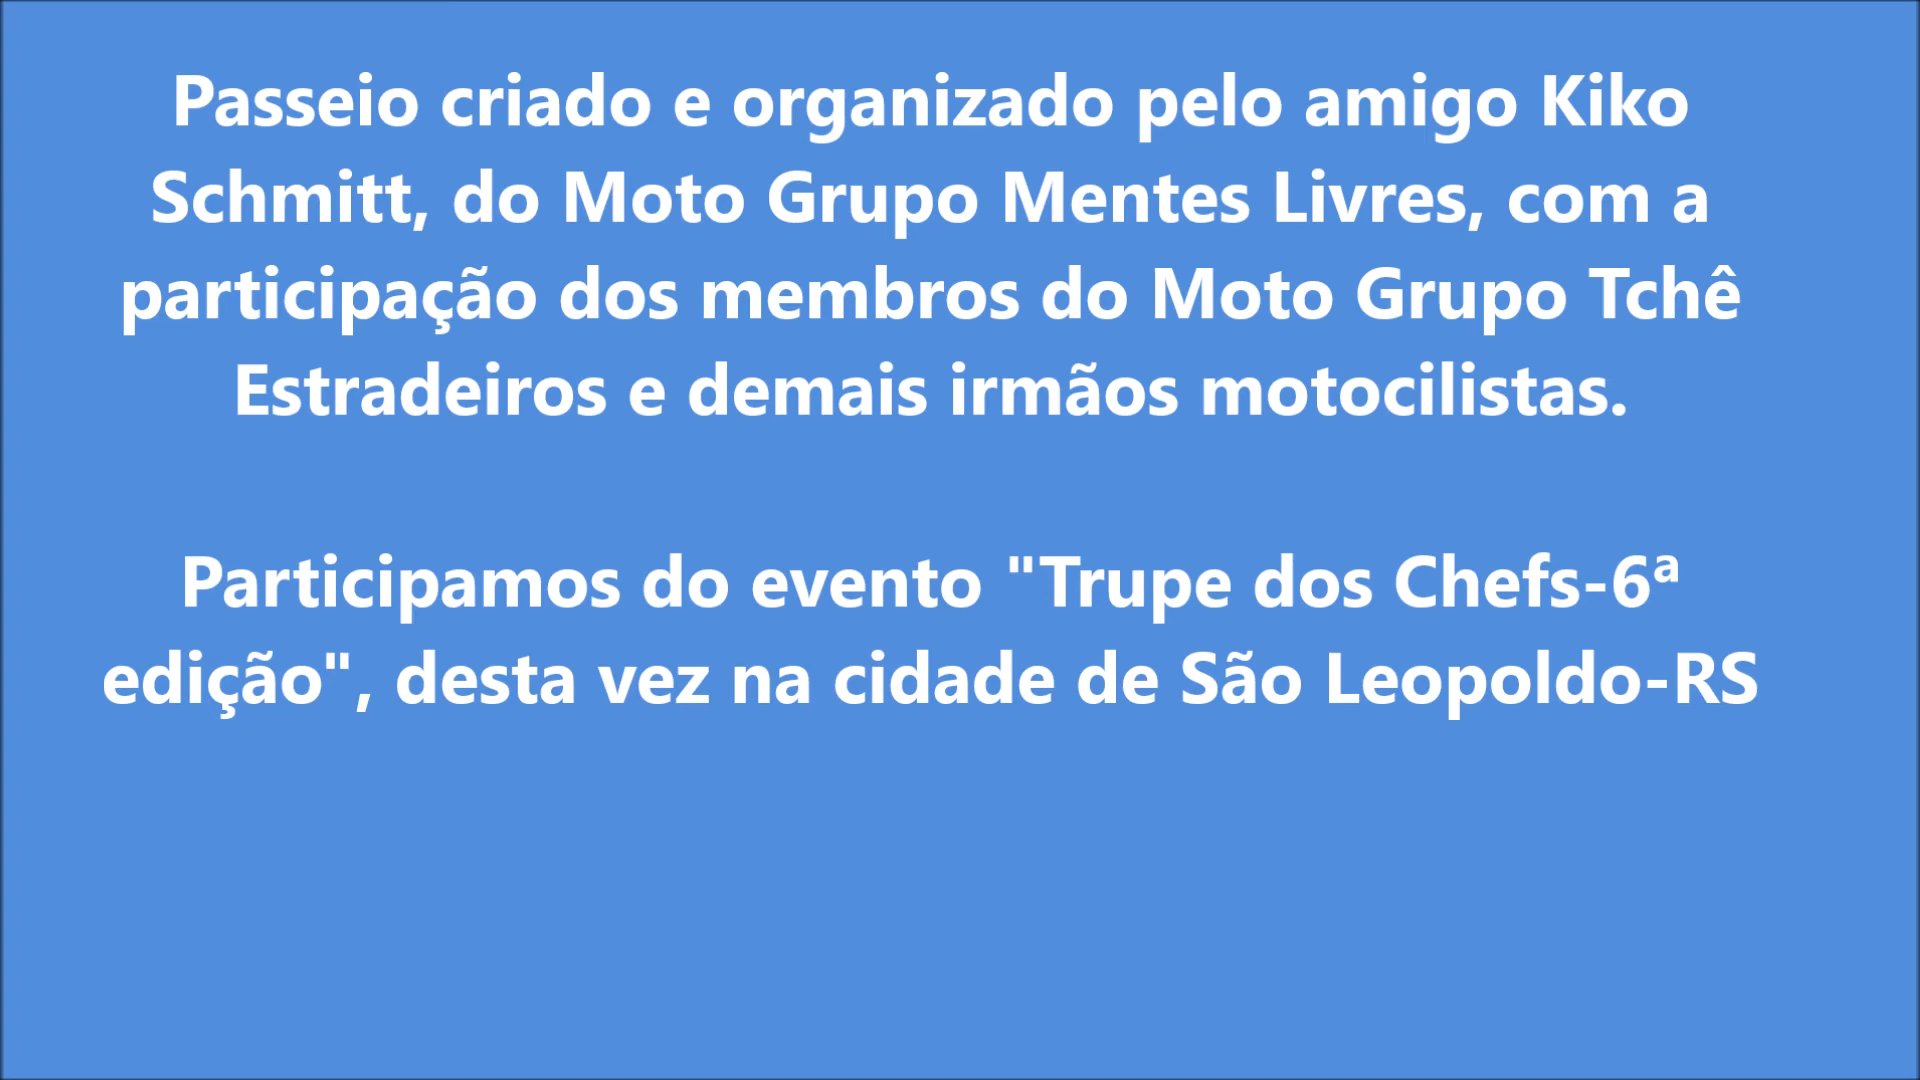 Passeio criado e organizado pelo amigo Kiko
Schmitt, do Moto Grupo Mentes Livres, com a
participação dos membros do Moto Grupo Tchê
Estradeiros e demais irmãos motocilistas.
Participamos do evento "Trupe dos Chefs-6ª
edição", desta vez na cidade de São Leopoldo-RS